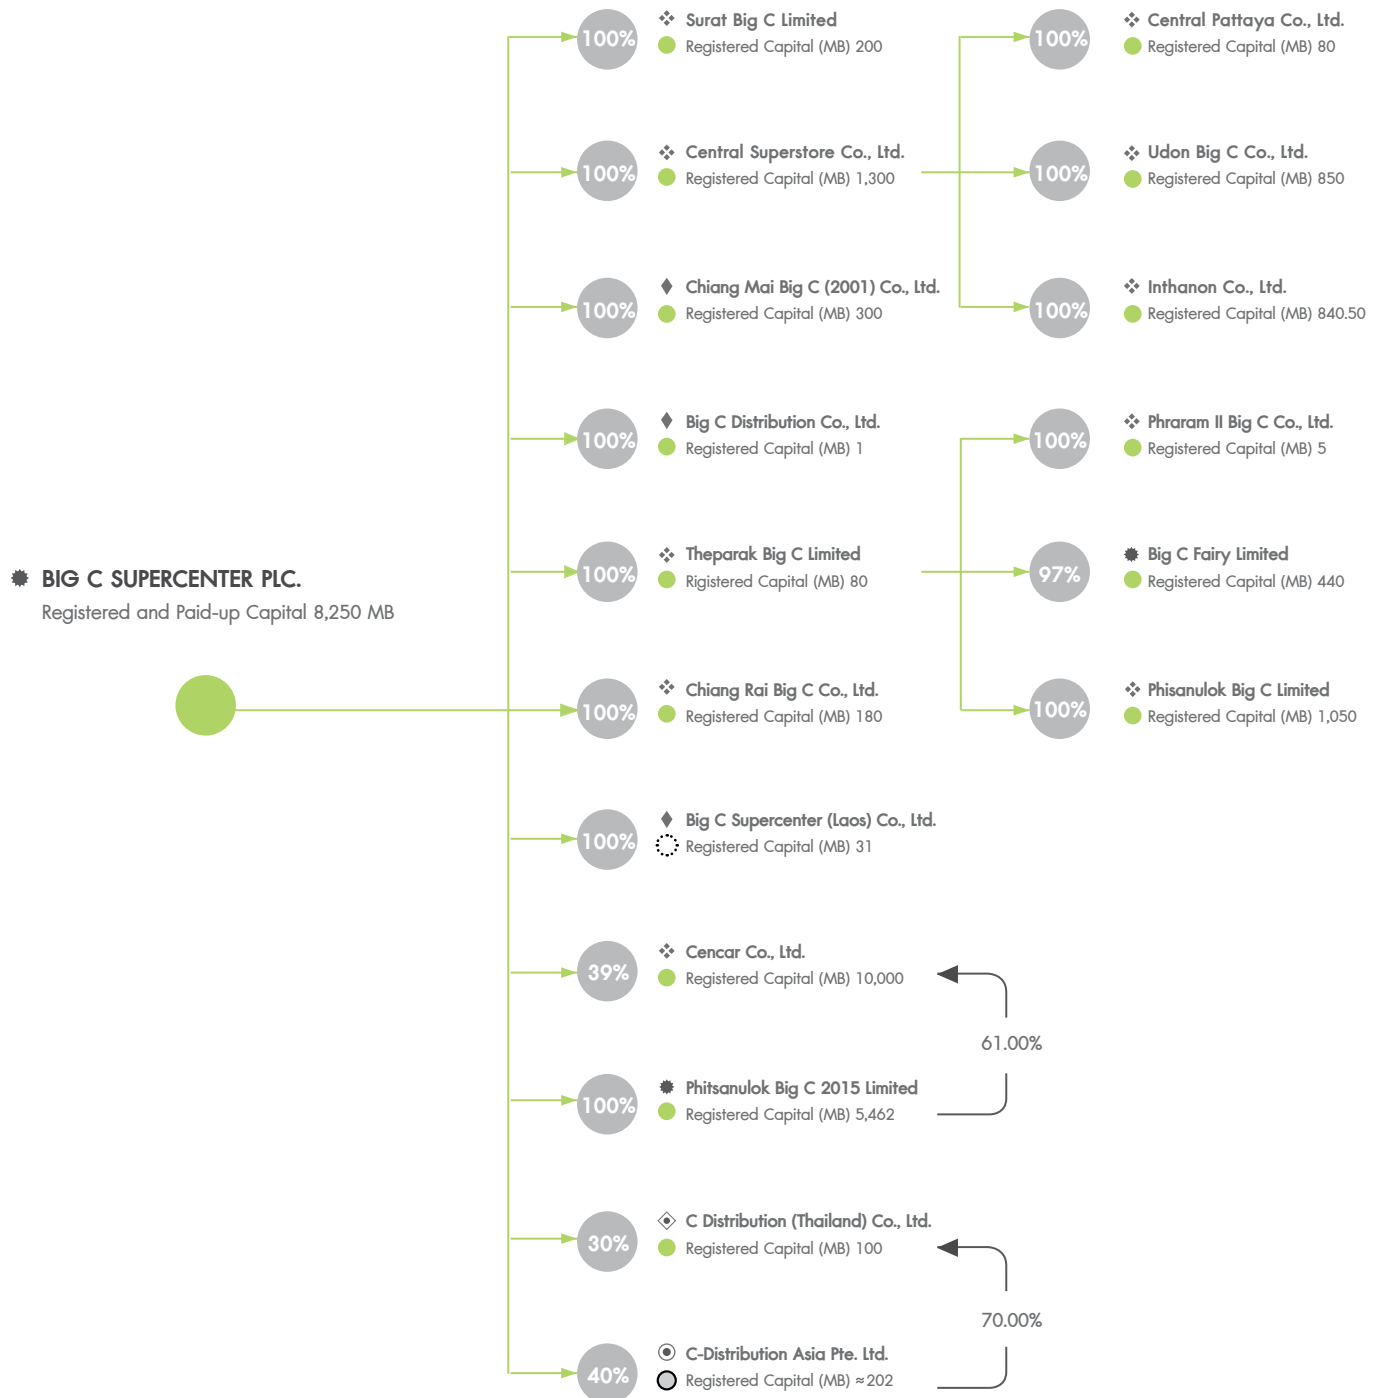 BIG C SUPERCENTER PLC.
Registered and Paid-up Capital 8,250 MB
100%
Surat Big C Limited
Registered Capital (MB) 200
100%
Central Superstore Co., Ltd.
Registered Capital (MB) 1,300
100%
Chiang Mai Big C (2001) Co., Ltd.
Registered Capital (MB) 300
100%
Big C Distribution Co., Ltd.
Registered Capital (MB) 1
100%
Theparak Big C Limited
Rigistered Capital (MB) 80
100%
Chiang Rai Big C Co., Ltd.
Registered Capital (MB) 180
100%
Big C Supercenter (Laos) Co., Ltd.
Registered Capital (MB) 31
39%
Cencar Co., Ltd.
Registered Capital (MB) 10,000
61.00%
100%
Phitsanulok Big C 2015 Limited
Registered Capital (MB) 5,462
30%
C Distribution (Thailand) Co., Ltd.
Registered Capital (MB) 100
70.00%
40%
C-Distribution Asia Pte. Ltd.
Registered Capital (MB) ≈202
100%
Central Pattaya Co., Ltd.
Registered Capital (MB) 80
100%
Udon Big C Co., Ltd.
Registered Capital (MB) 850
100%
Inthanon Co., Ltd.
Registered Capital (MB) 840.50
100%
Phraram II Big C Co., Ltd.
Registered Capital (MB) 5
97%
Big C Fairy Limited
Registered Capital (MB) 440
100%
Phisanulok Big C Limited
Registered Capital (MB) 1,050